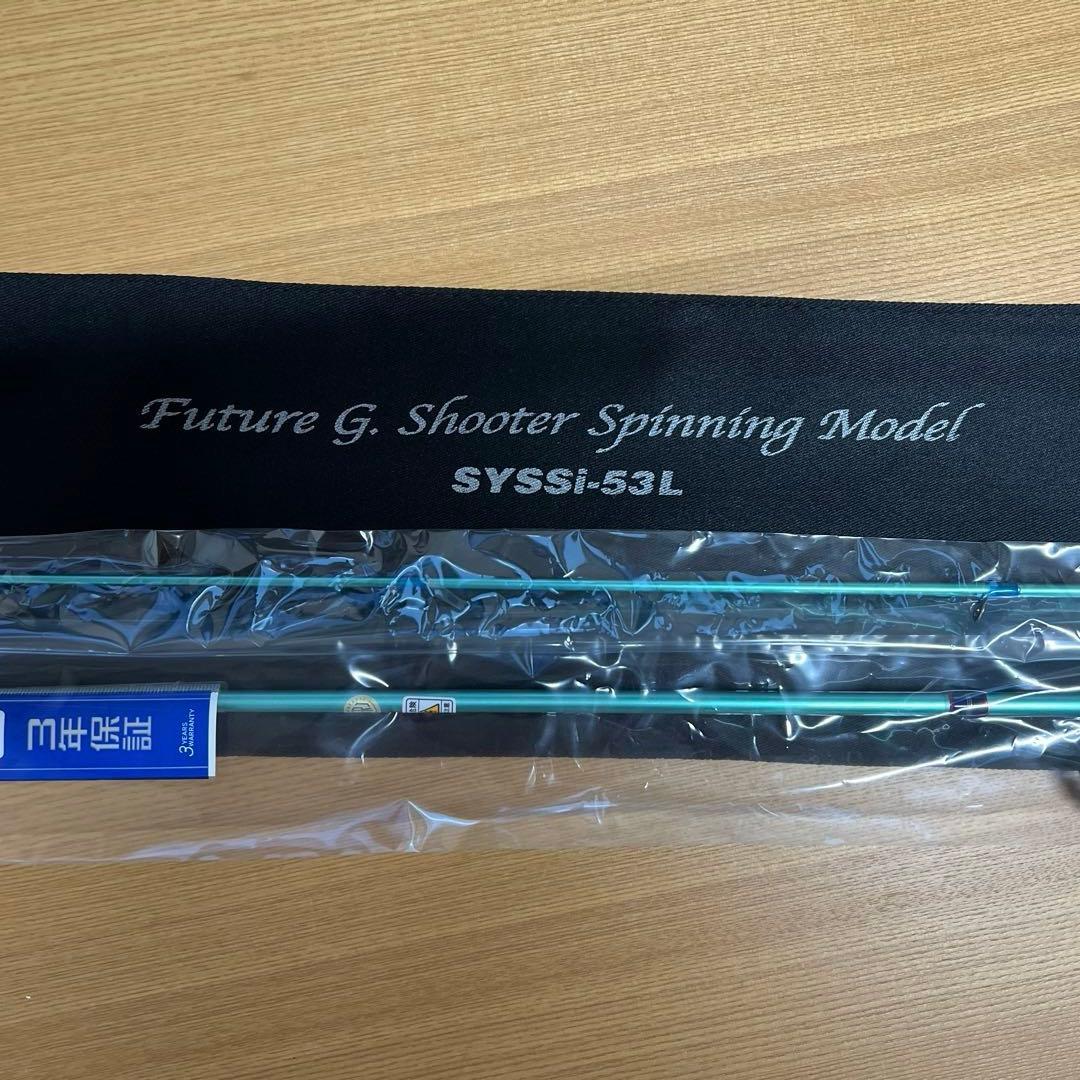 Future G. Shooter Spinning Model
SYSSi-53L
3年保証
3 YEARS
WARRANTY